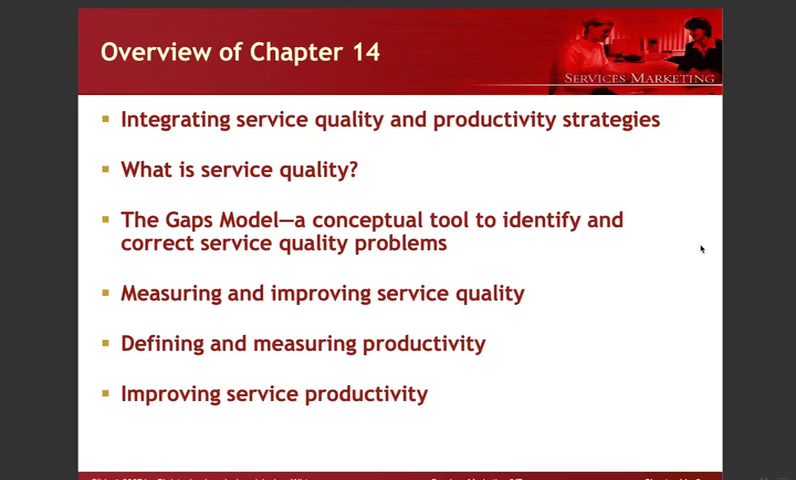 Overview of Chapter 14
SERVICES MARKETING
▪ Integrating service quality and productivity strategies
▪ What is service quality?
▪ The Gaps Model—a conceptual tool to identify and
correct service quality problems
▪ Measuring and improving service quality
▪ Defining and measuring productivity
▪ Improving service productivity